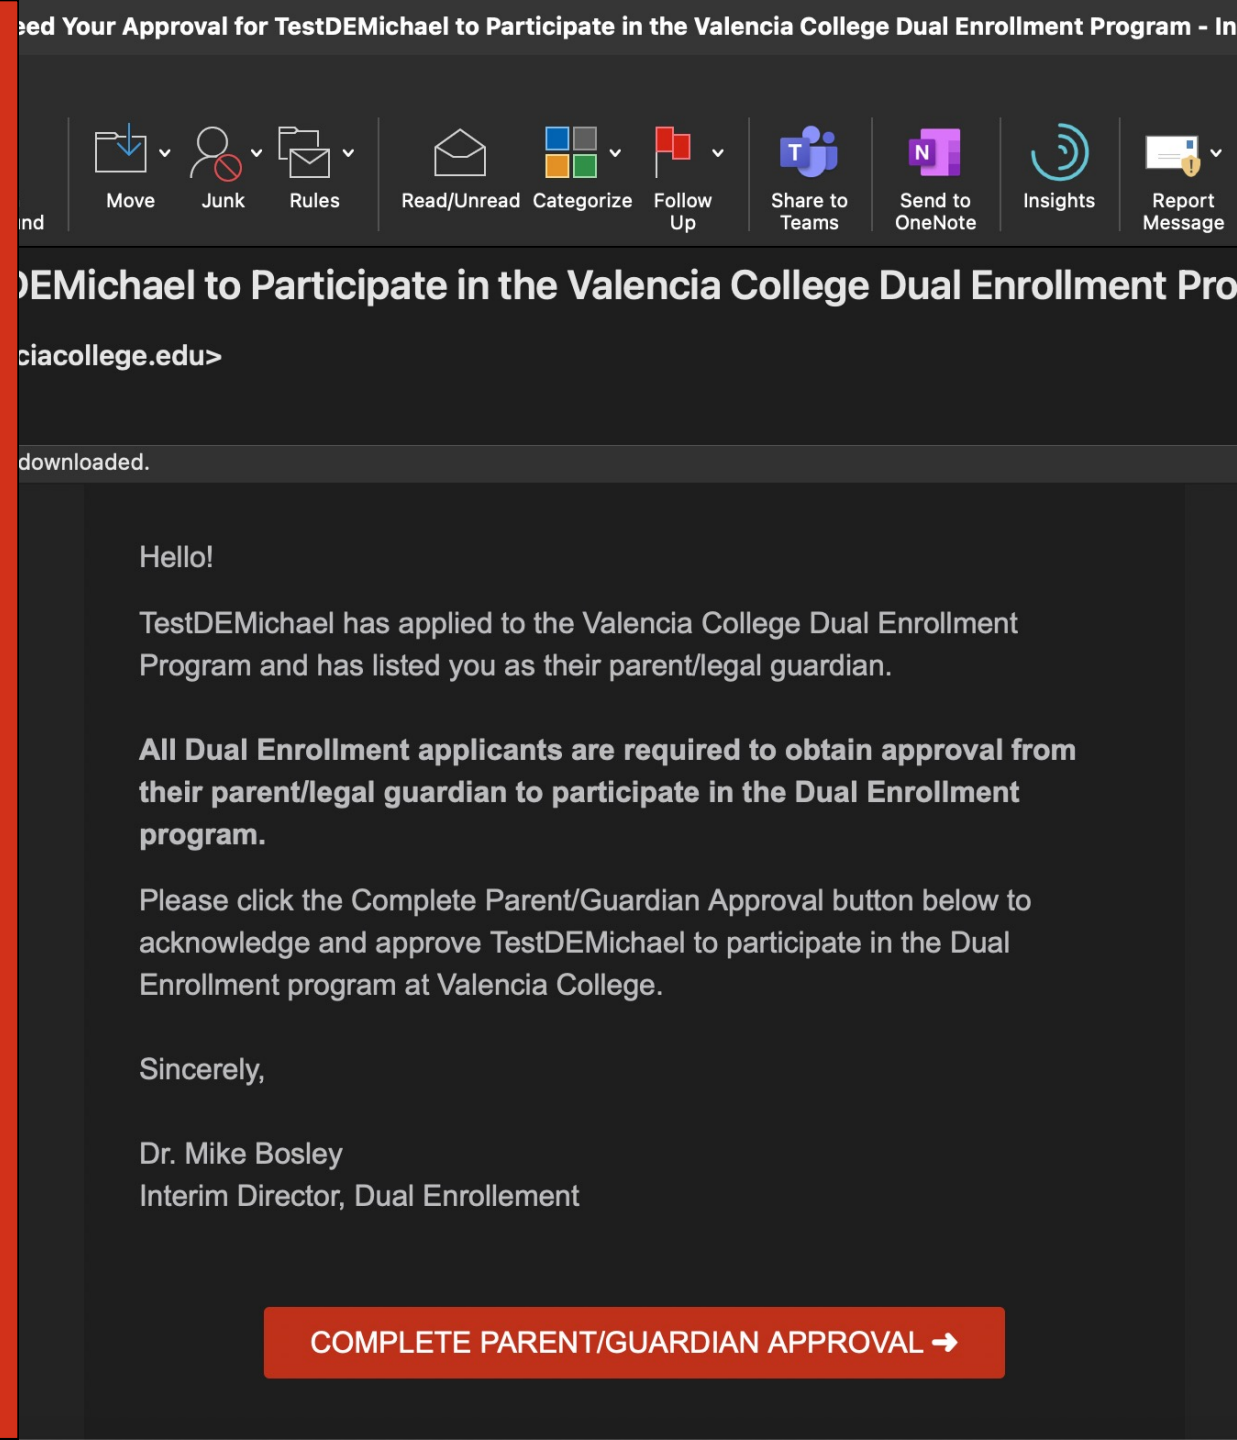 eed Your Approval for TestDEMichael to Participate in the Valencia College Dual Enrollment Program - In
Move
Junk
Rules
Read/Unread
Categorize
Follow
Up
Share to
Teams
Send to
OneNote
Insights
Report
Message
nd
DEMichael to Participate in the Valencia College Dual Enrollment Pro
ciacollege.edu>
downloaded.
Hello!
TestDEMichael has applied to the Valencia College Dual Enrollment
Program and has listed you as their parent/legal guardian.
All Dual Enrollment applicants are required to obtain approval from
their parent/legal guardian to participate in the Dual Enrollment
program.
Please click the Complete Parent/Guardian Approval button below to
acknowledge and approve TestDEMichael to participate in the Dual
Enrollment program at Valencia College.
Sincerely,
Dr. Mike Bosley
Interim Director, Dual Enrollement
COMPLETE PARENT/GUARDIAN APPROVAL ➜